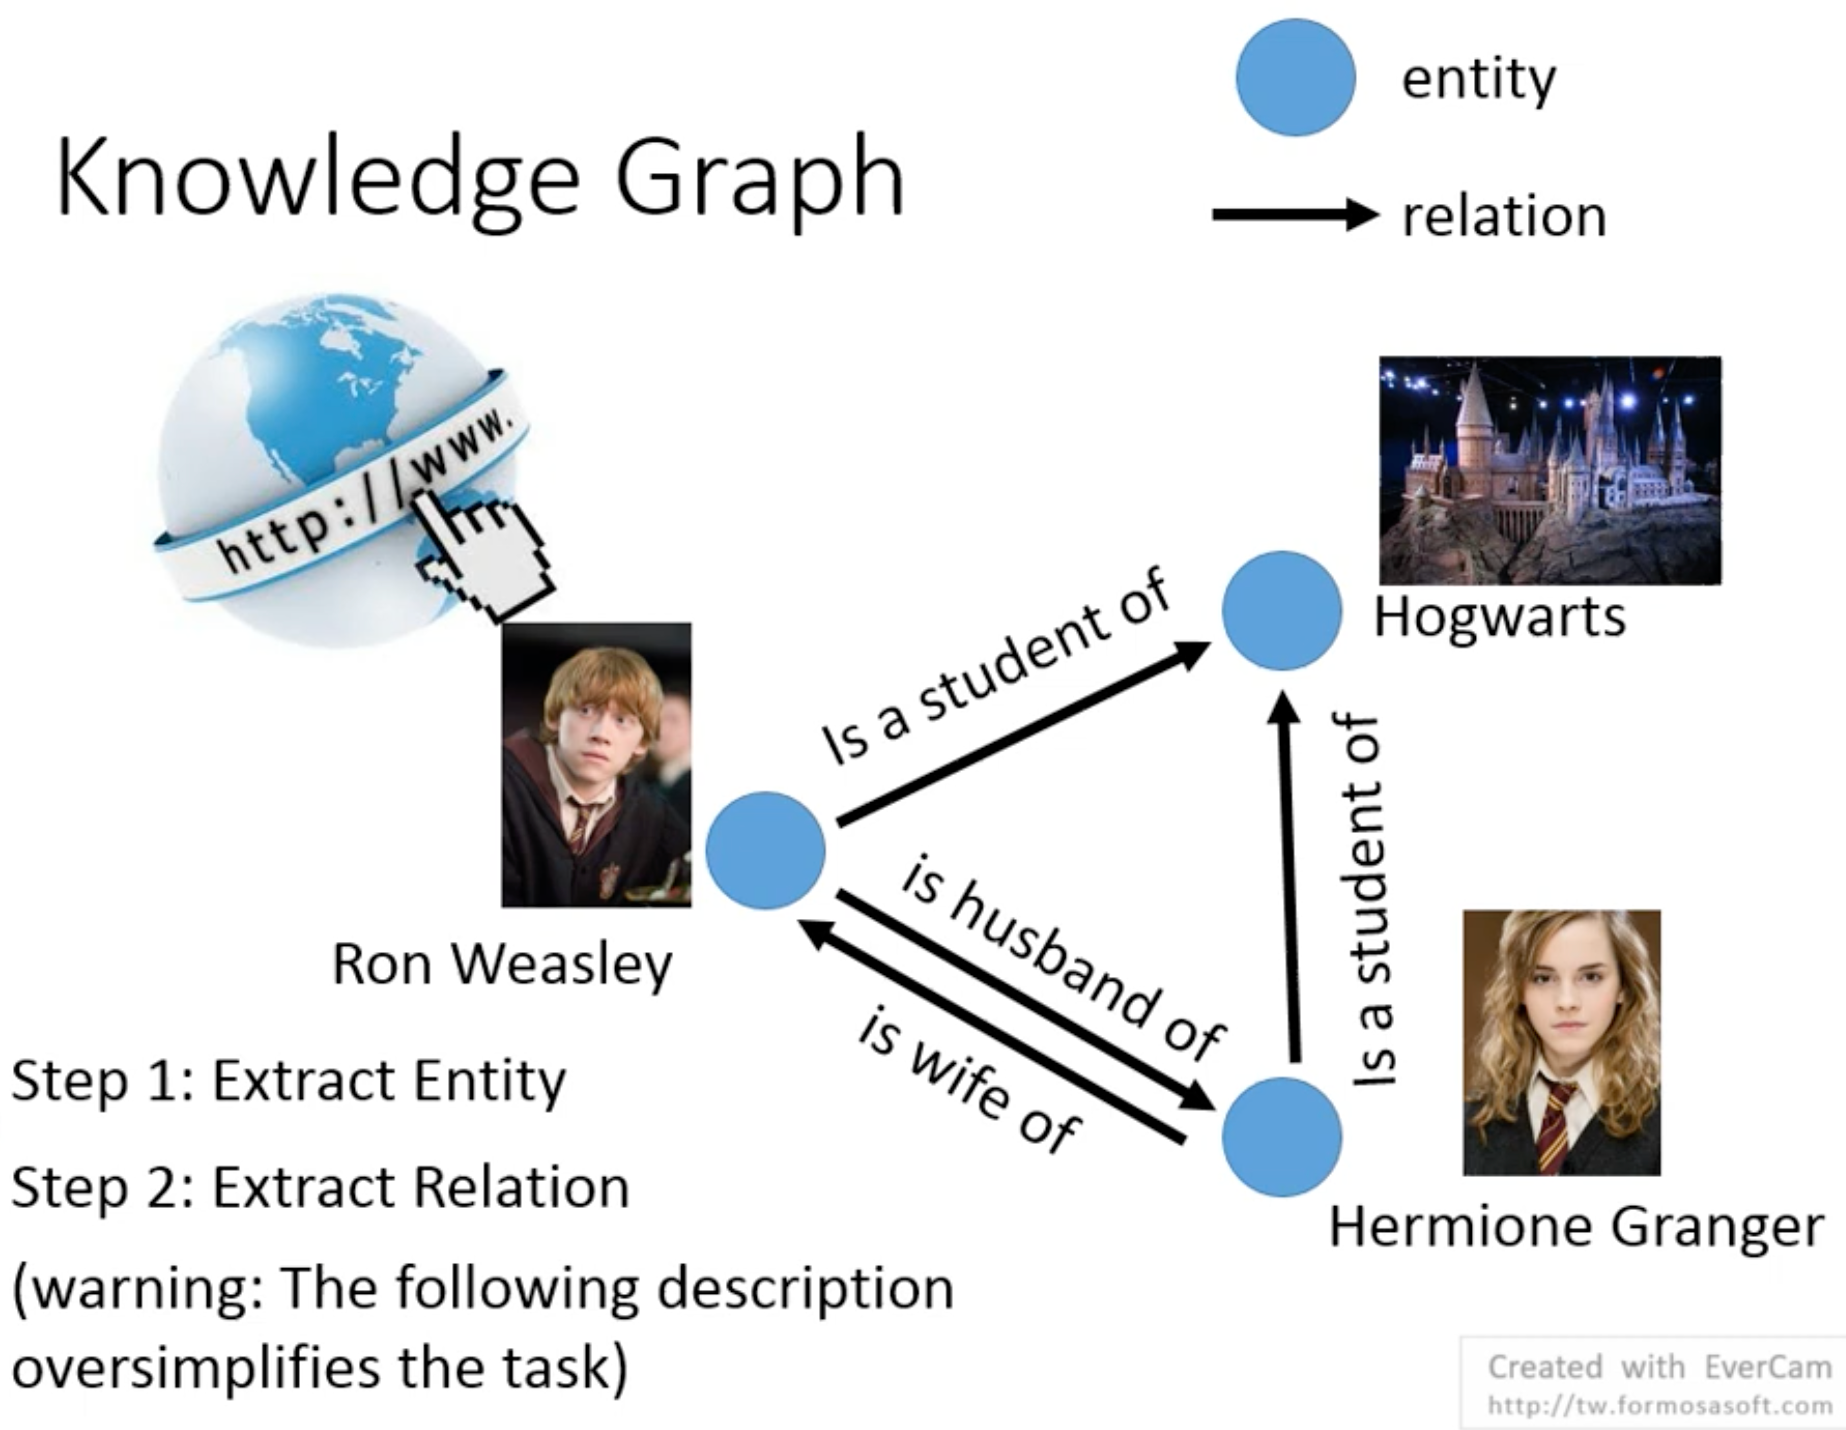 entity
Knowledge Graph
relation
http://www.
Hogwarts
Is a student of
Is a student of
is husband of
is wife of
Ron Weasley
Hermione Granger
Step 1: Extract Entity
Step 2: Extract Relation
(warning: The following description
oversimplifies the task)
Created with EverCam
http://tw.formosasoft.com